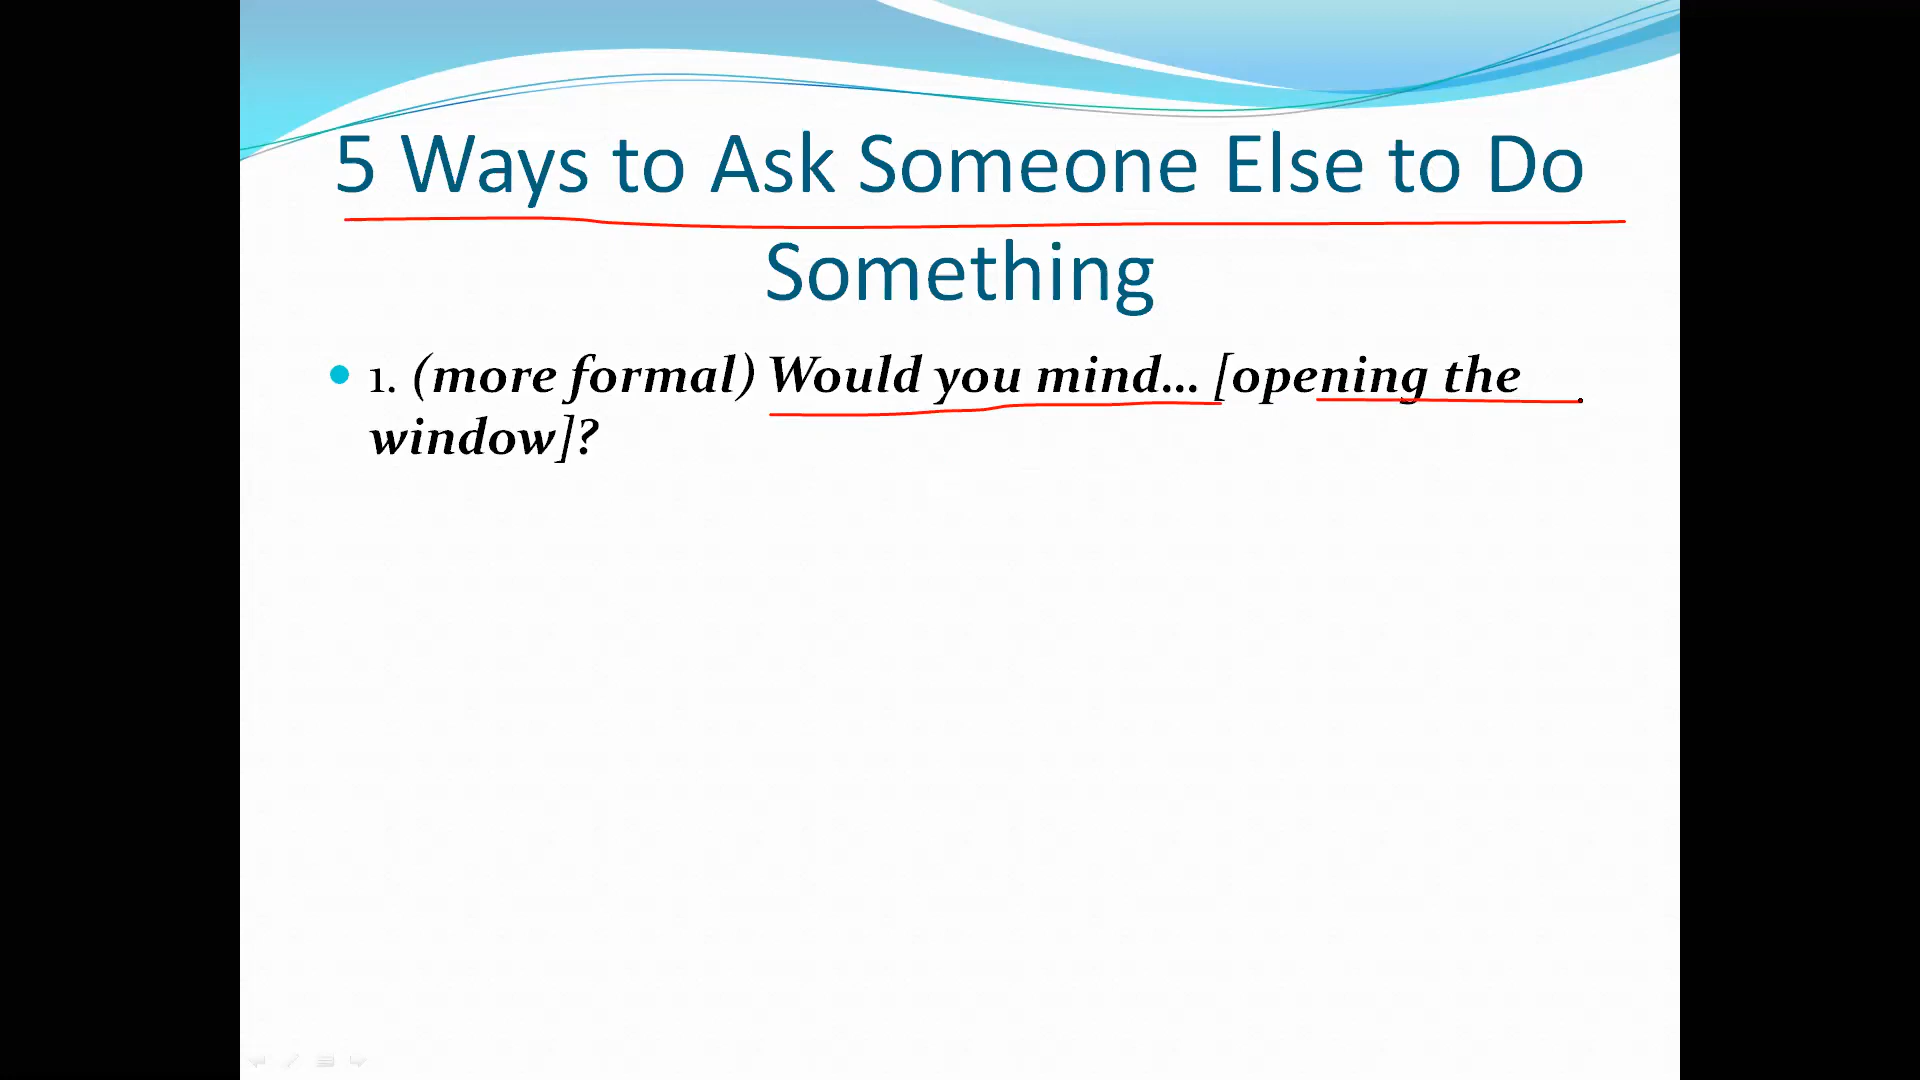 5 Ways to Ask Someone Else to Do
Something
1. (more formal) Would you mind... [opening the
window]?